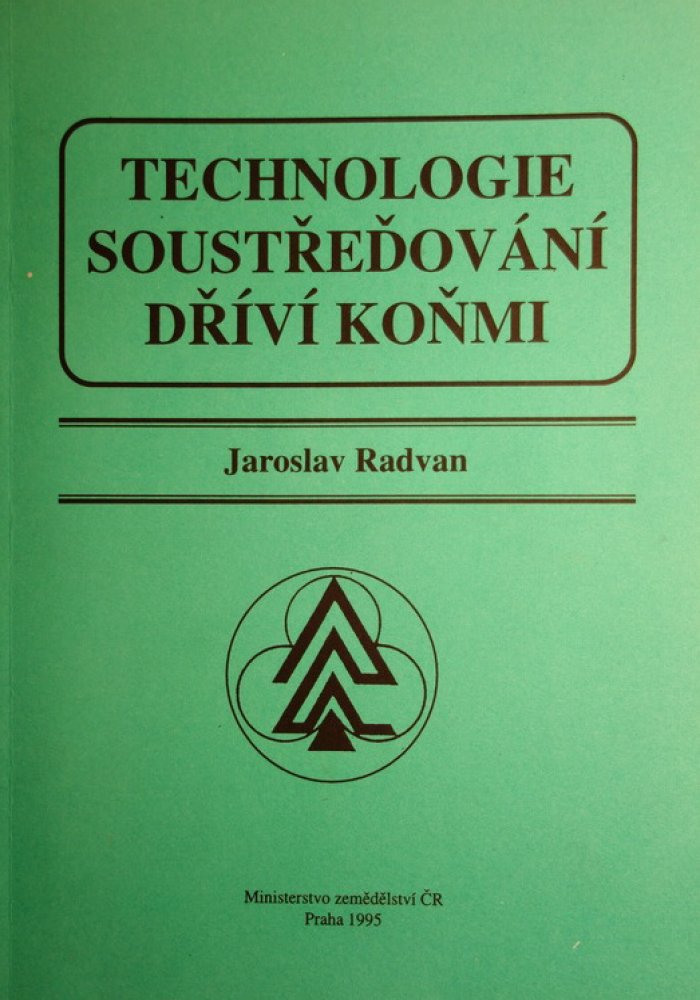 TECHNOLOGIE
SOUSTŘEĎOVÁNÍ
DŘÍVÍ KOŇMI
Jaroslav Radvan
Ministerstvo zemědělství ČR
Praha 1995